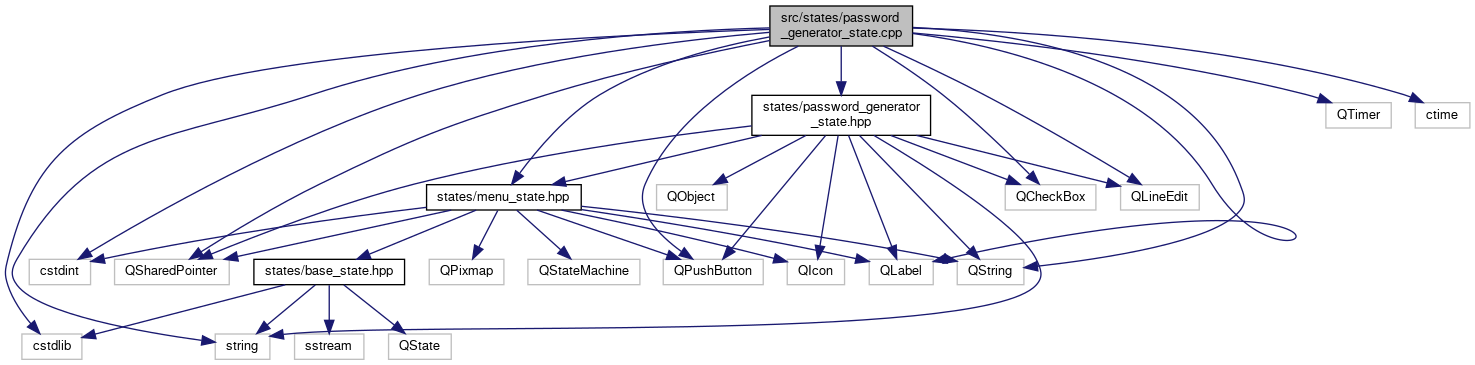 src/states/password
_generator_state.cpp
states/password_generator
_state.hpp
QTimer
ctime
states/menu_state.hpp
QObject
QCheckBox
QLineEdit
cstdint
QSharedPointer
states/base_state.hpp
QPixmap
QStateMachine
QPushButton
QIcon
QLabel
QString
cstdlib
string
sstream
QState